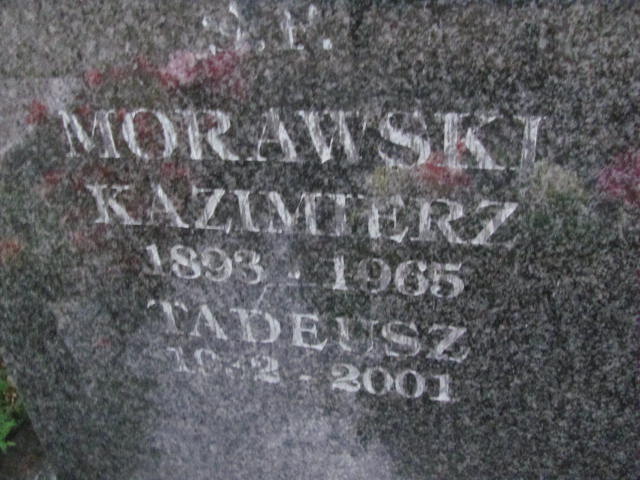 Ś.P.
MORAWSKI
KAZIMIERZ
1893 - 1965
TADEUSZ
- 2001